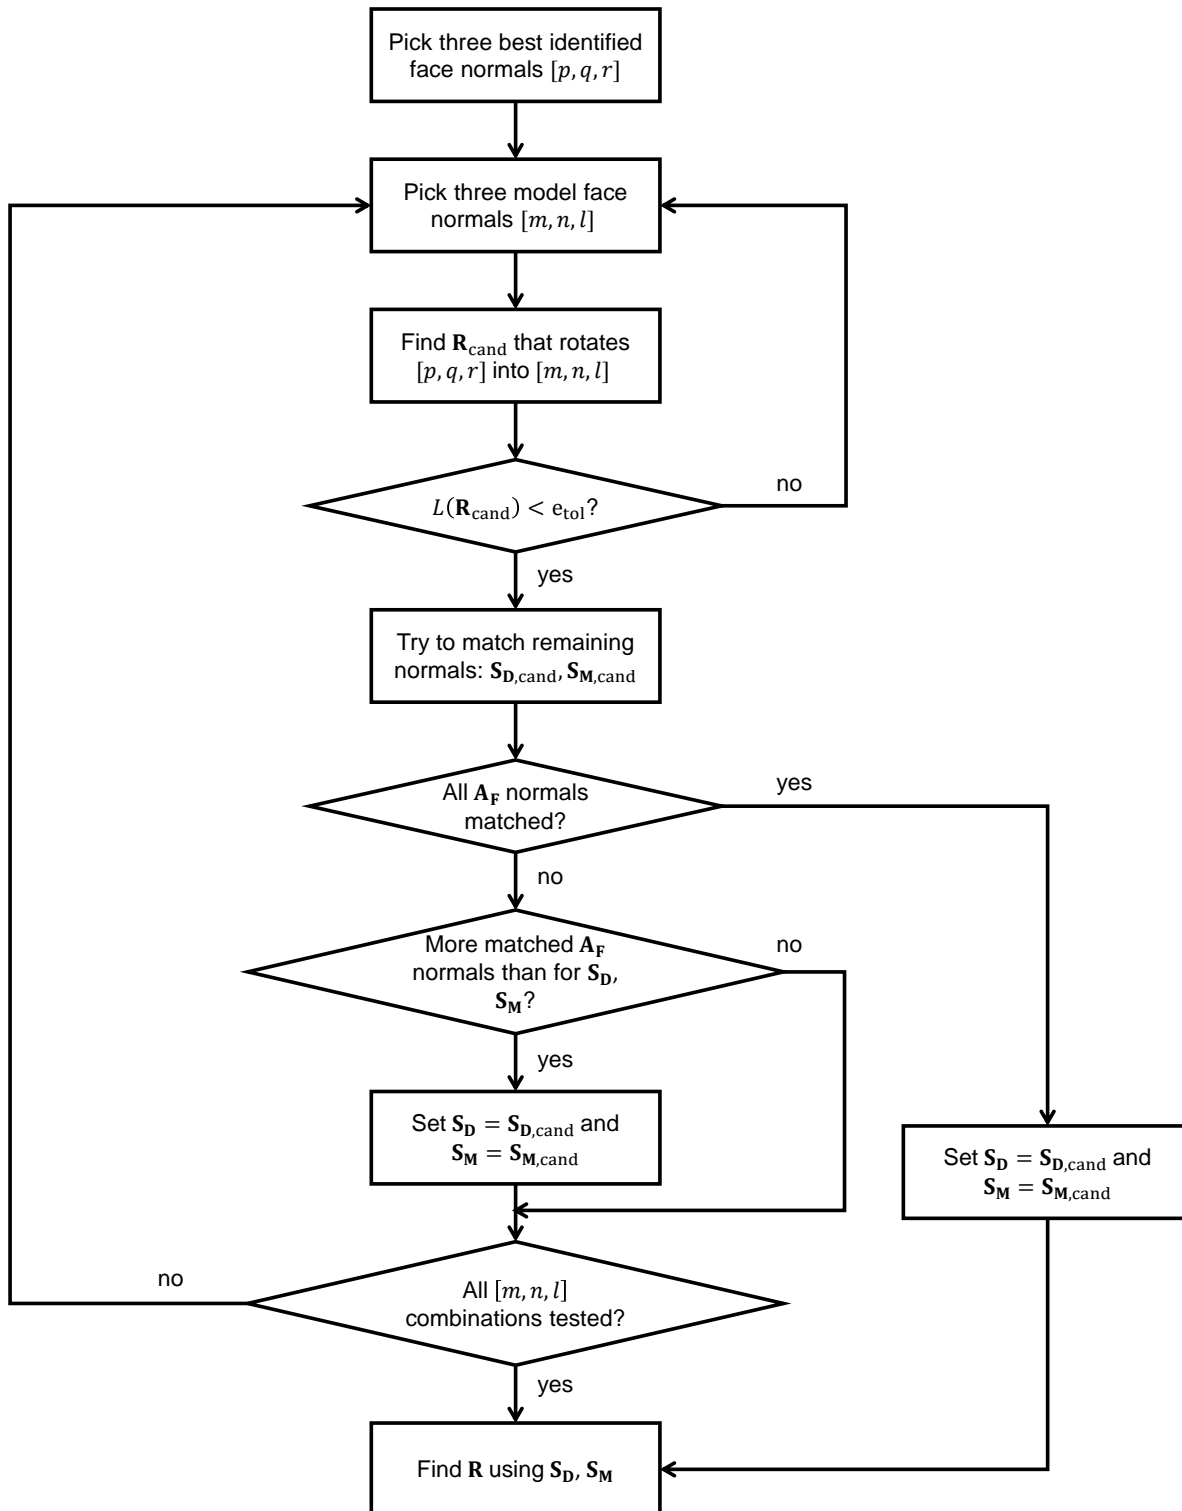 Pick three best identified
face normals [p, q, r]
Pick three model face
normals [m, n, l]
Find R_cand that rotates
[p, q, r] into [m, n, l]
L(R_cand) < e_tol?
no
yes
Try to match remaining
normals: S_D,cand, S_M,cand
All A_F normals
matched?
yes
no
More matched A_F
normals than for S_D,
S_M?
no
yes
Set S_D = S_D,cand and
S_M = S_M,cand
Set S_D = S_D,cand and
S_M = S_M,cand
no
All [m, n, l]
combinations tested?
yes
Find R using S_D, S_M